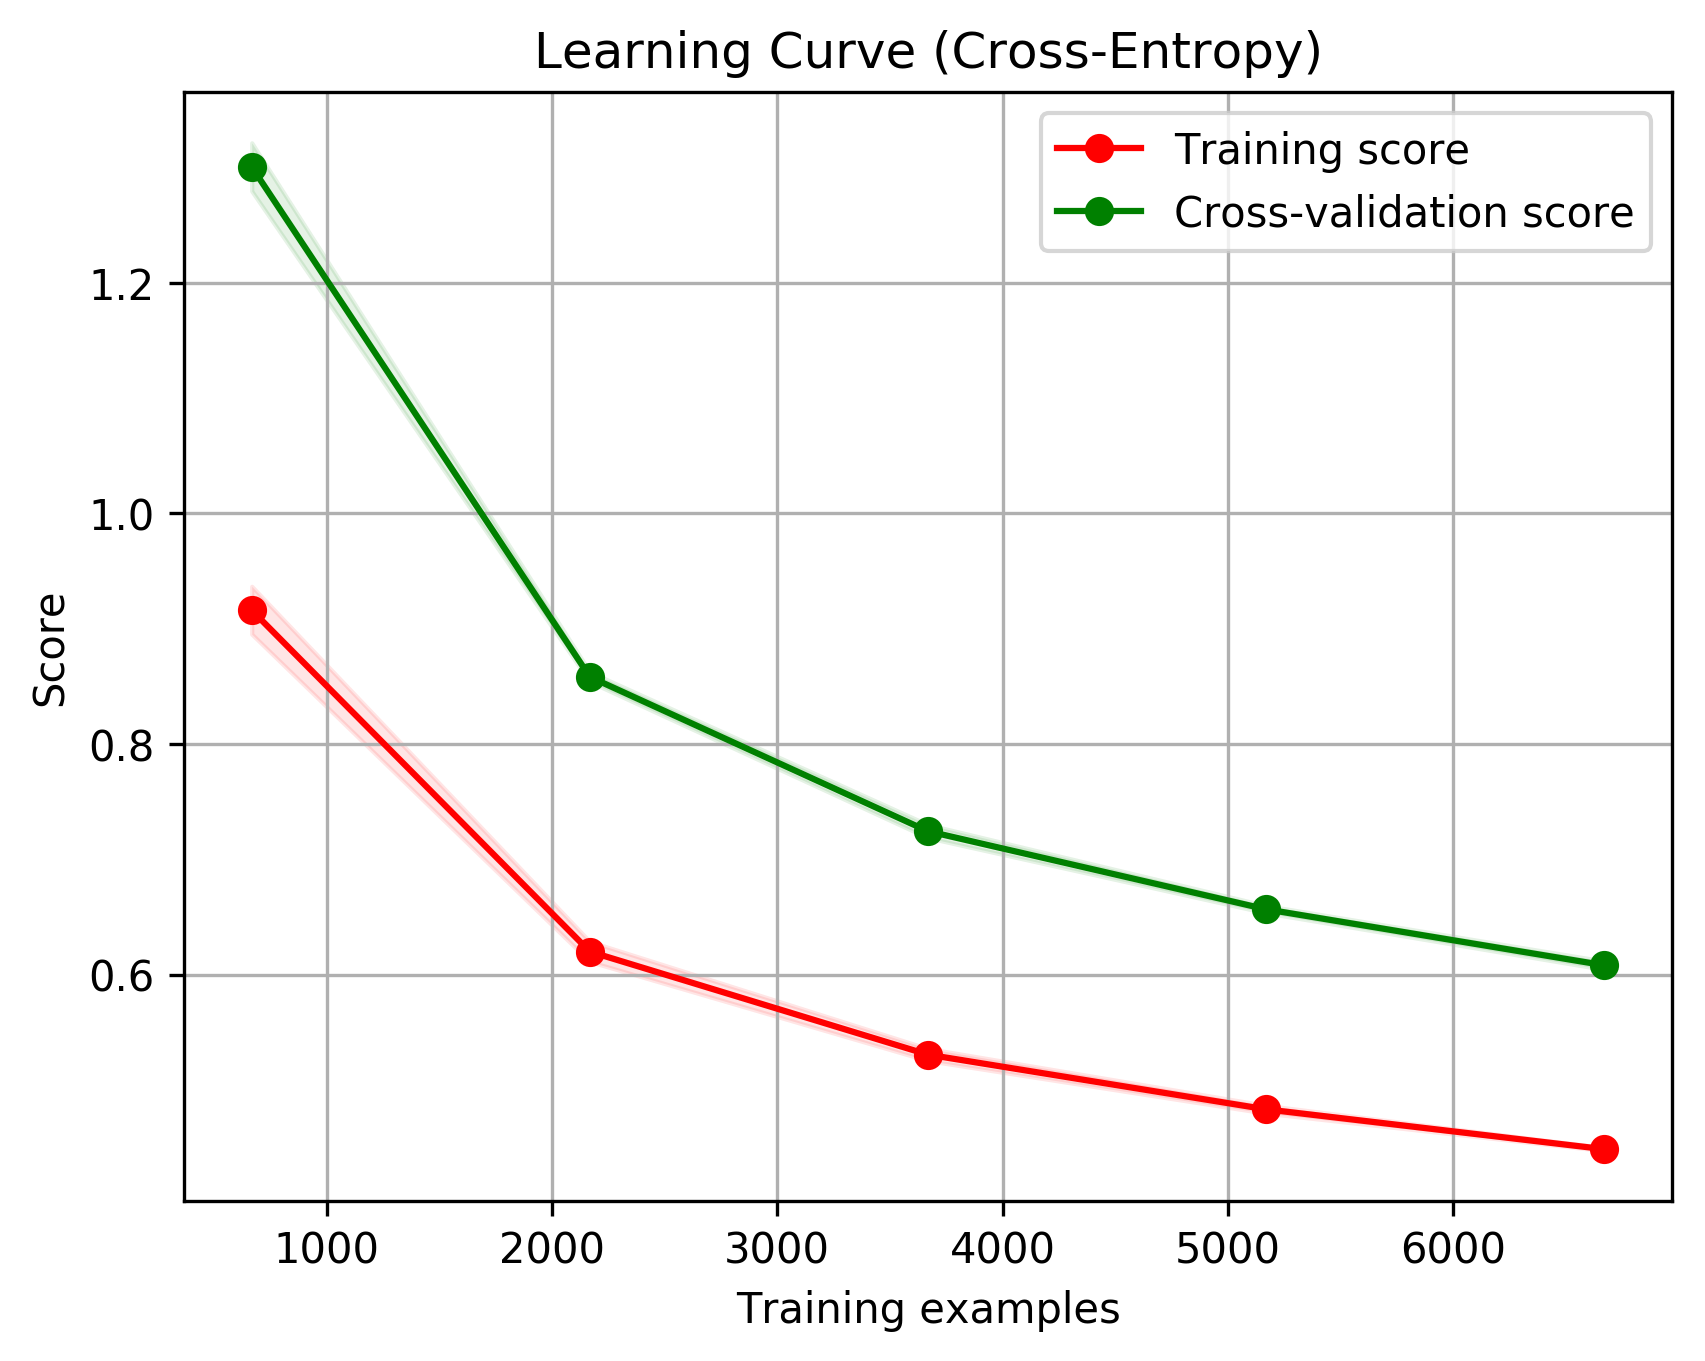 Learning Curve (Cross-Entropy)
Training score
Cross-validation score
1.2
1.0
0.8
0.6
Score
1000 2000 3000 4000 5000 6000
Training examples